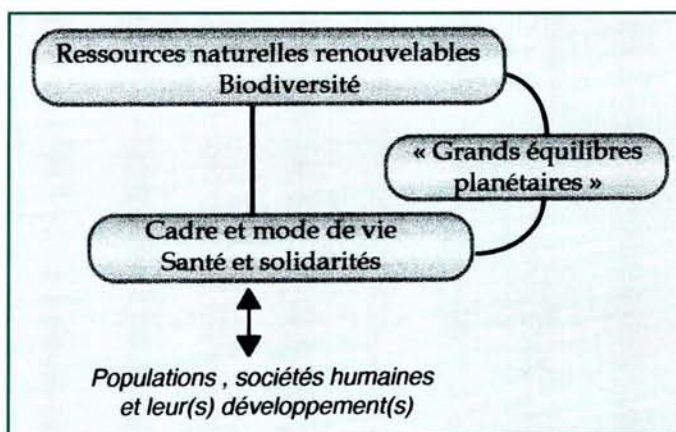 Ressources naturelles renouvelables
Biodiversité
« Grands équilibres
planétaires »
Cadre et mode de vie
Santé et solidarités
Populations , sociétés humaines
et leur(s) développement(s)